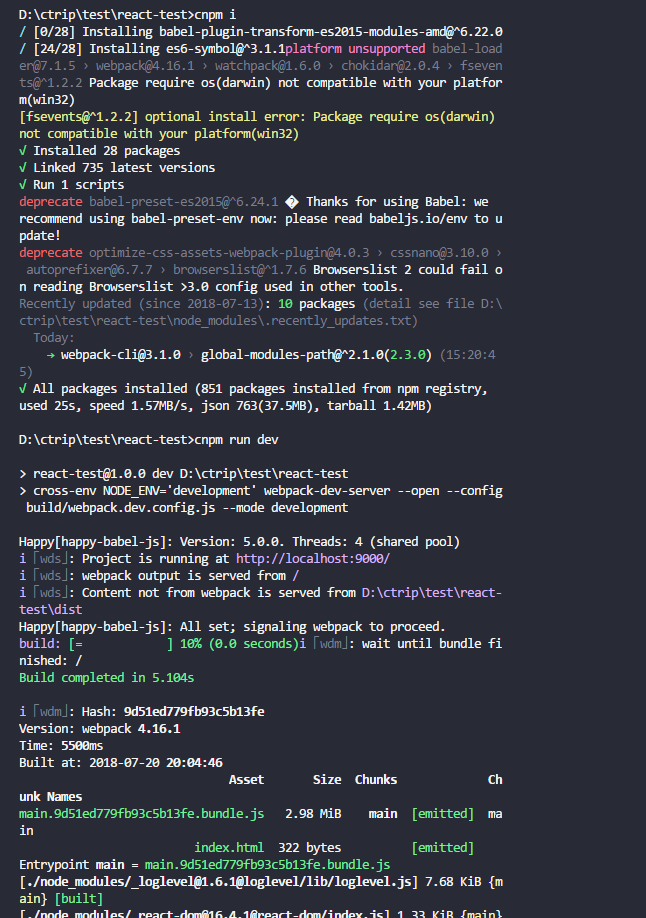 D:\ctrip\test\react-test>cnpm i
/ [0/28] Installing babel-plugin-transform-es2015-modules-amd@^6.22.0
/ [24/28] Installing es6-symbol@^3.1.1platform unsupported babel-load
er@7.1.5 › webpack@4.16.1 › watchpack@1.6.0 › chokidar@2.0.4 › fseven
ts@^1.2.2 Package require os(darwin) not compatible with your platfor
m(win32)
[fsevents@^1.2.2] optional install error: Package require os(darwin)
not compatible with your platform(win32)
√ Installed 28 packages
√ Linked 735 latest versions
√ Run 1 scripts
deprecate babel-preset-es2015@^6.24.1 � Thanks for using Babel: we
recommend using babel-preset-env now: please read babeljs.io/env to u
pdate!
deprecate optimize-css-assets-webpack-plugin@4.0.3 › cssnano@3.10.0 ›
autoprefixer@6.7.7 › browserslist@^1.7.6 Browserslist 2 could fail o
n reading Browserslist >3.0 config used in other tools.
Recently updated (since 2018-07-13): 10 packages (detail see file D:\
ctrip\test\react-test\node_modules\.recently_updates.txt)
Today:
→ webpack-cli@3.1.0 › global-modules-path@^2.1.0(2.3.0) (15:20:4
5)
√ All packages installed (851 packages installed from npm registry,
used 25s, speed 1.57MB/s, json 763(37.5MB), tarball 1.42MB)
D:\ctrip\test\react-test>cnpm run dev
> react-test@1.0.0 dev D:\ctrip\test\react-test
> cross-env NODE_ENV='development' webpack-dev-server --open --config
build/webpack.dev.config.js --mode development
Happy[happy-babel-js]: Version: 5.0.0. Threads: 4 (shared pool)
i ｢wds｣: Project is running at http://localhost:9000/
i ｢wds｣: webpack output is served from /
i ｢wds｣: Content not from webpack is served from D:\ctrip\test\react-
test\dist
Happy[happy-babel-js]: All set; signaling webpack to proceed.
build: [=            ] 10% (0.0 seconds)i ｢wdm｣: wait until bundle fi
nished: /
Build completed in 5.104s
i ｢wdm｣: Hash: 9d51ed779fb93c5b13fe
Version: webpack 4.16.1
Time: 5500ms
Built at: 2018-07-20 20:04:46
Asset Size Chunks Ch
unk Names
main.9d51ed779fb93c5b13fe.bundle.js 2.98 MiB main [emitted] ma
in
index.html 322 bytes [emitted]
Entrypoint main = main.9d51ed779fb93c5b13fe.bundle.js
[./node_modules/_loglevel@1.6.1@loglevel/lib/loglevel.js] 7.68 KiB {m
ain} [built]
[./node_modules/_react-dom@16.4.1@react-dom/index.js] 1.33 KiB {main}